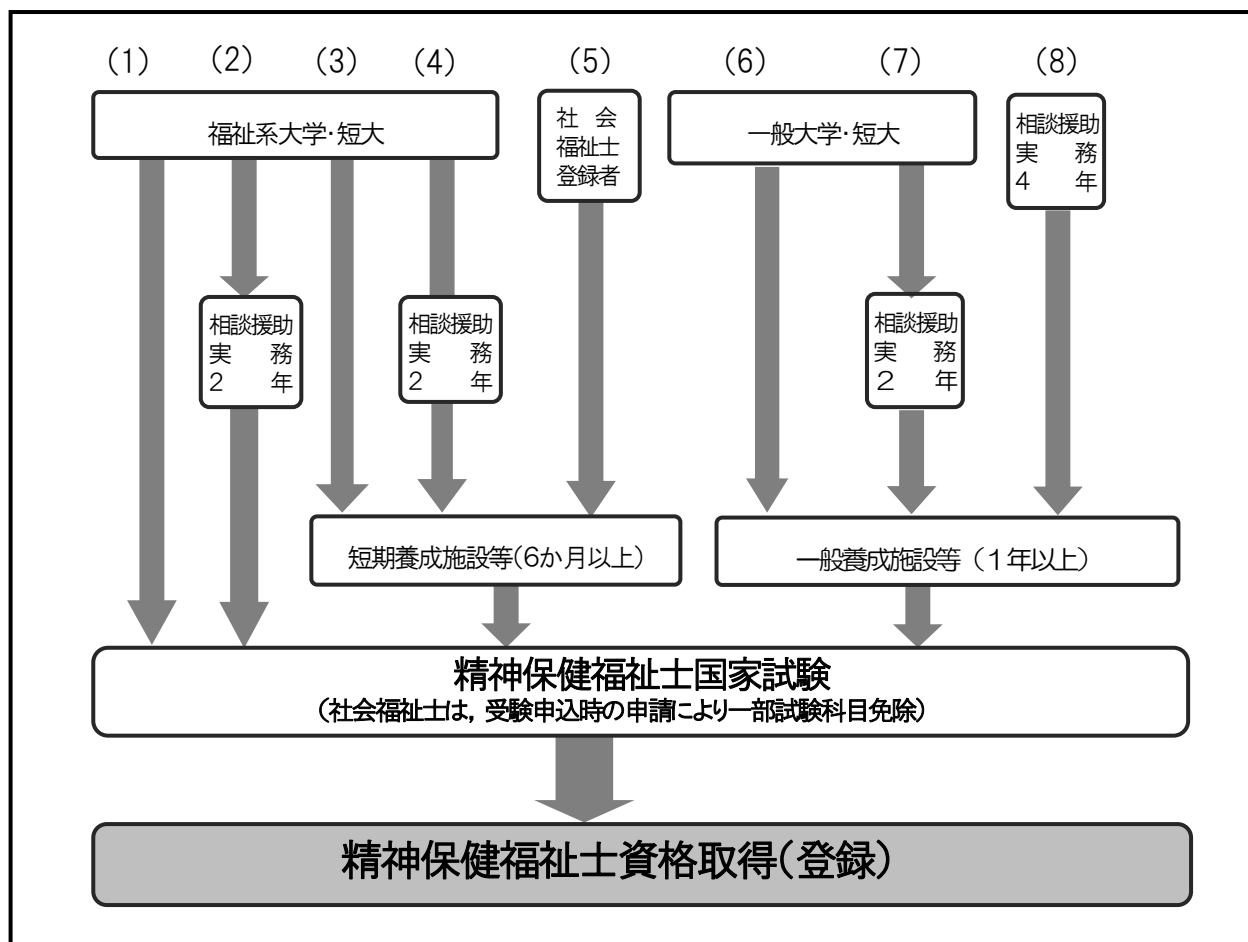 (1) (2) (3) (4) (5) (6) (7) (8)
福祉系大学・短大
社会
福祉士
登録者
一般大学・短大
相談援助
実務
4年
相談援助
実務
2年
相談援助
実務
2年
相談援助
実務
2年
短期養成施設等(6か月以上)
一般養成施設等(1年以上)
精神保健福祉士国家試験
(社会福祉士は,受験申込時の申請により一部試験科目免除)
精神保健福祉士資格取得(登録)